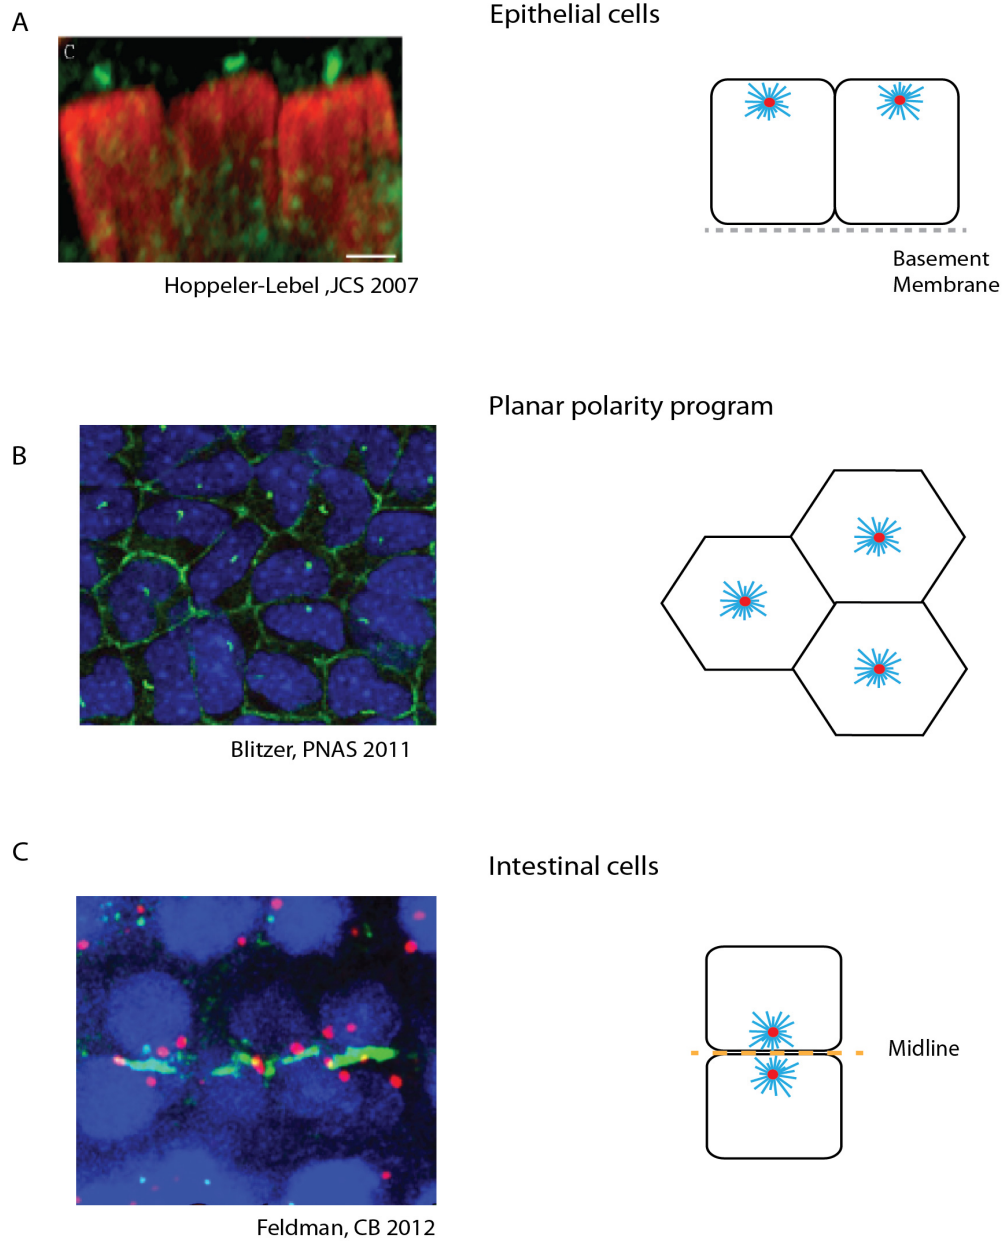 A
Epithelial cells
C
Hoppeler-Lebel ,JCS 2007
Basement
Membrane
Planar polarity program
B
Blitzer, PNAS 2011
C
Intestinal cells
Midline
Feldman, CB 2012